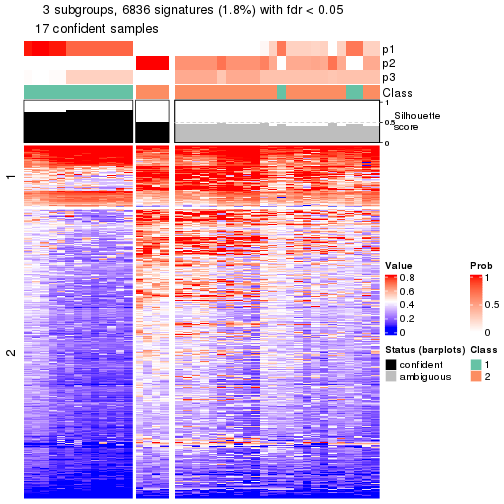 3 subgroups, 6836 signatures (1.8%) with fdr < 0.05
17 confident samples
p1
p2
p3
Class
1
0.5
0
Silhouette
score
1
2
Value
0.8
0.6
0.4
0.2
0
Prob
1
0.5
0
Status (barplots)
confident
ambiguous
Class
1
2